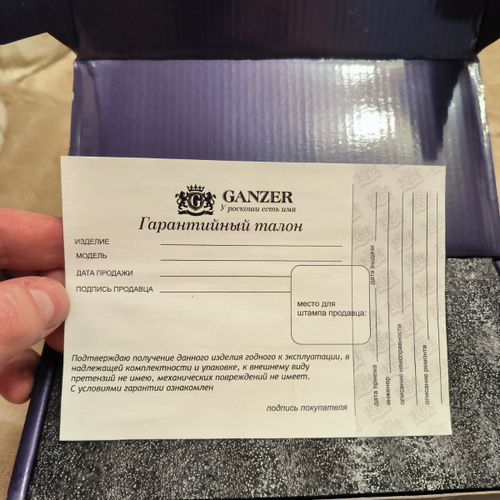 GANZER
У роскоши есть имя
Гарантийный талон
ИЗДЕЛИЕ
МОДЕЛЬ
ДАТА ПРОДАЖИ
ПОДПИСЬ ПРОДАВЦА
место для
штампа продавца:
Подтверждаю получение данного изделия годного к эксплуатации, в
надлежащей комплектности и упаковке, к внешнему виду
претензий не имею, механических повреждений не имеет.
С условиями гарантии ознакомлен
подпись покупателя
дата приема
дата выдачи
инженер
описание неисправности
описание ремонта